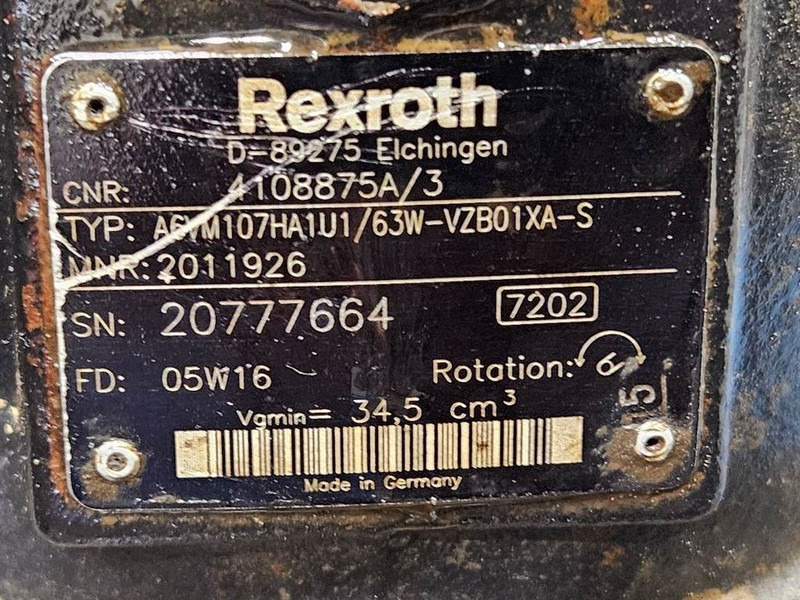 Rexroth
D-89275 Elchingen
CNR: 4108875A/3
TYP: A6VM107HA1U1/63W-VZB01XA-S
MNR: 2011926
SN: 20777664 7202
FD: 05W16 Rotation:
Vgmin= 34,5 cm³
Made in Germany
15